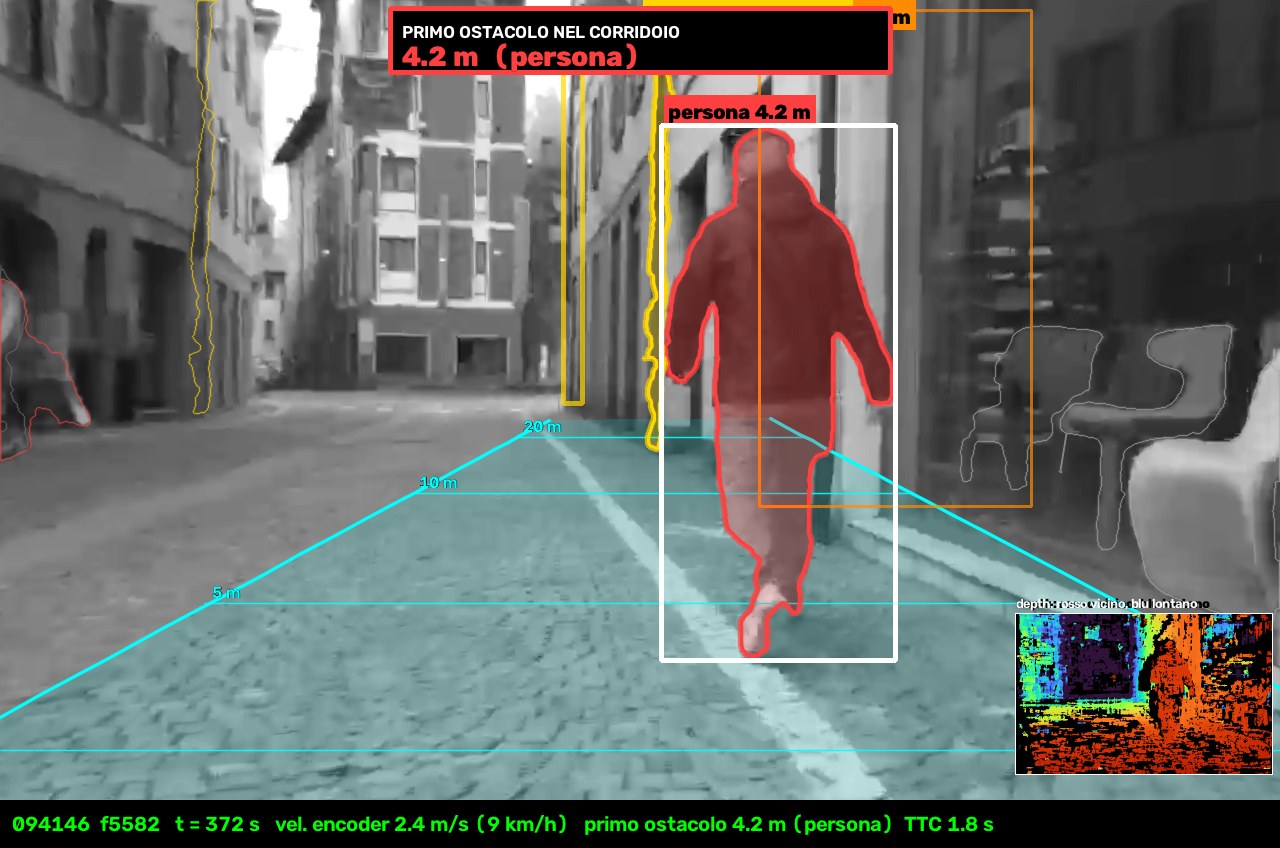 m
PRIMO OSTACOLO NEL CORRIDOIO
4.2 m (persona)
persona 4.2 m
20 m
10 m
5 m
depth: rosso vicino, blu lontano
094146 f5582 t = 372 s vel. encoder 2.4 m/s (9 km/h) primo ostacolo 4.2 m (persona) TTC 1.8 s